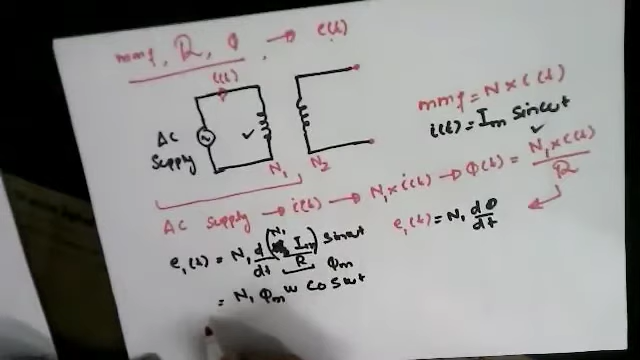 mmf, R, Φ → e(t)
i(t)
AC
supply
N₁ N₂
mmf = N × i(t)
i(t) = Iₘ sinωt
AC supply → i(t) → N₁ × i(t) → Φ(t) = N₁ × i(t) / R
e₁(t) = N₁ dΦ/dt
e₁(t) = N₁ d/dt (N₁ Iₘ/R) sinωt
Φₘ
= N₁ Φₘ ω cosωt